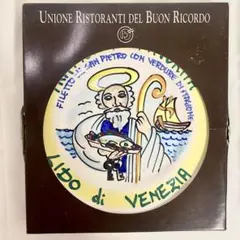 UNIONE RISTORANTI DEL BUON RICORDO
FILETTO DI SAN PIETRO CON VERDURE DI STAGIONE
LIDO di VENEZIA